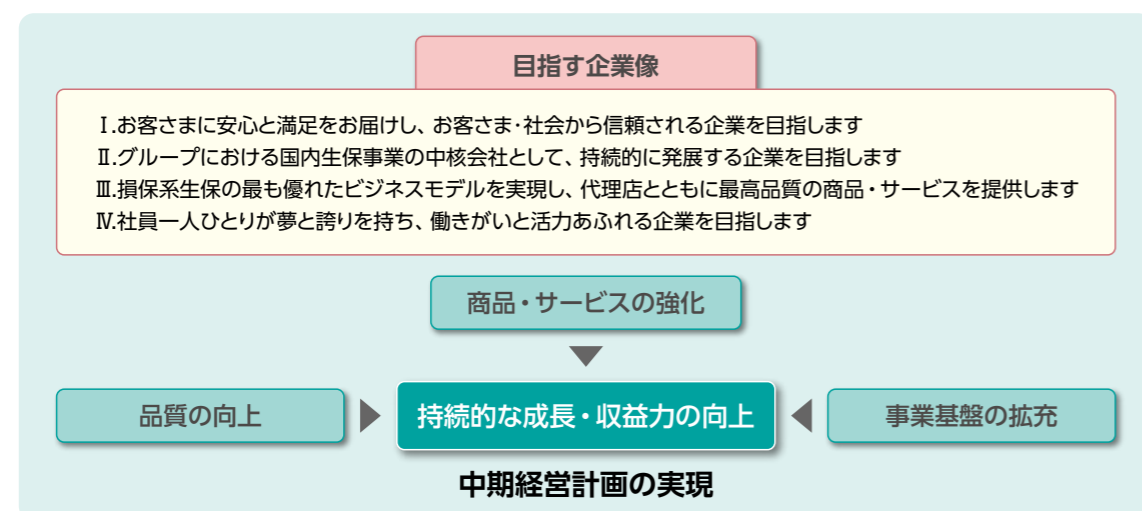 目指す企業像
Ⅰ.お客さまに安心と満足をお届けし、お客さま・社会から信頼される企業を目指します
Ⅱ.グループにおける国内生保事業の中核会社として、持続的に発展する企業を目指します
Ⅲ.損保系生保の最も優れたビジネスモデルを実現し、代理店とともに最高品質の商品・サービスを提供します
Ⅳ.社員一人ひとりが夢と誇りを持ち、働きがいと活力あふれる企業を目指します
商品・サービスの強化
品質の向上
持続的な成長・収益力の向上
事業基盤の拡充
中期経営計画の実現